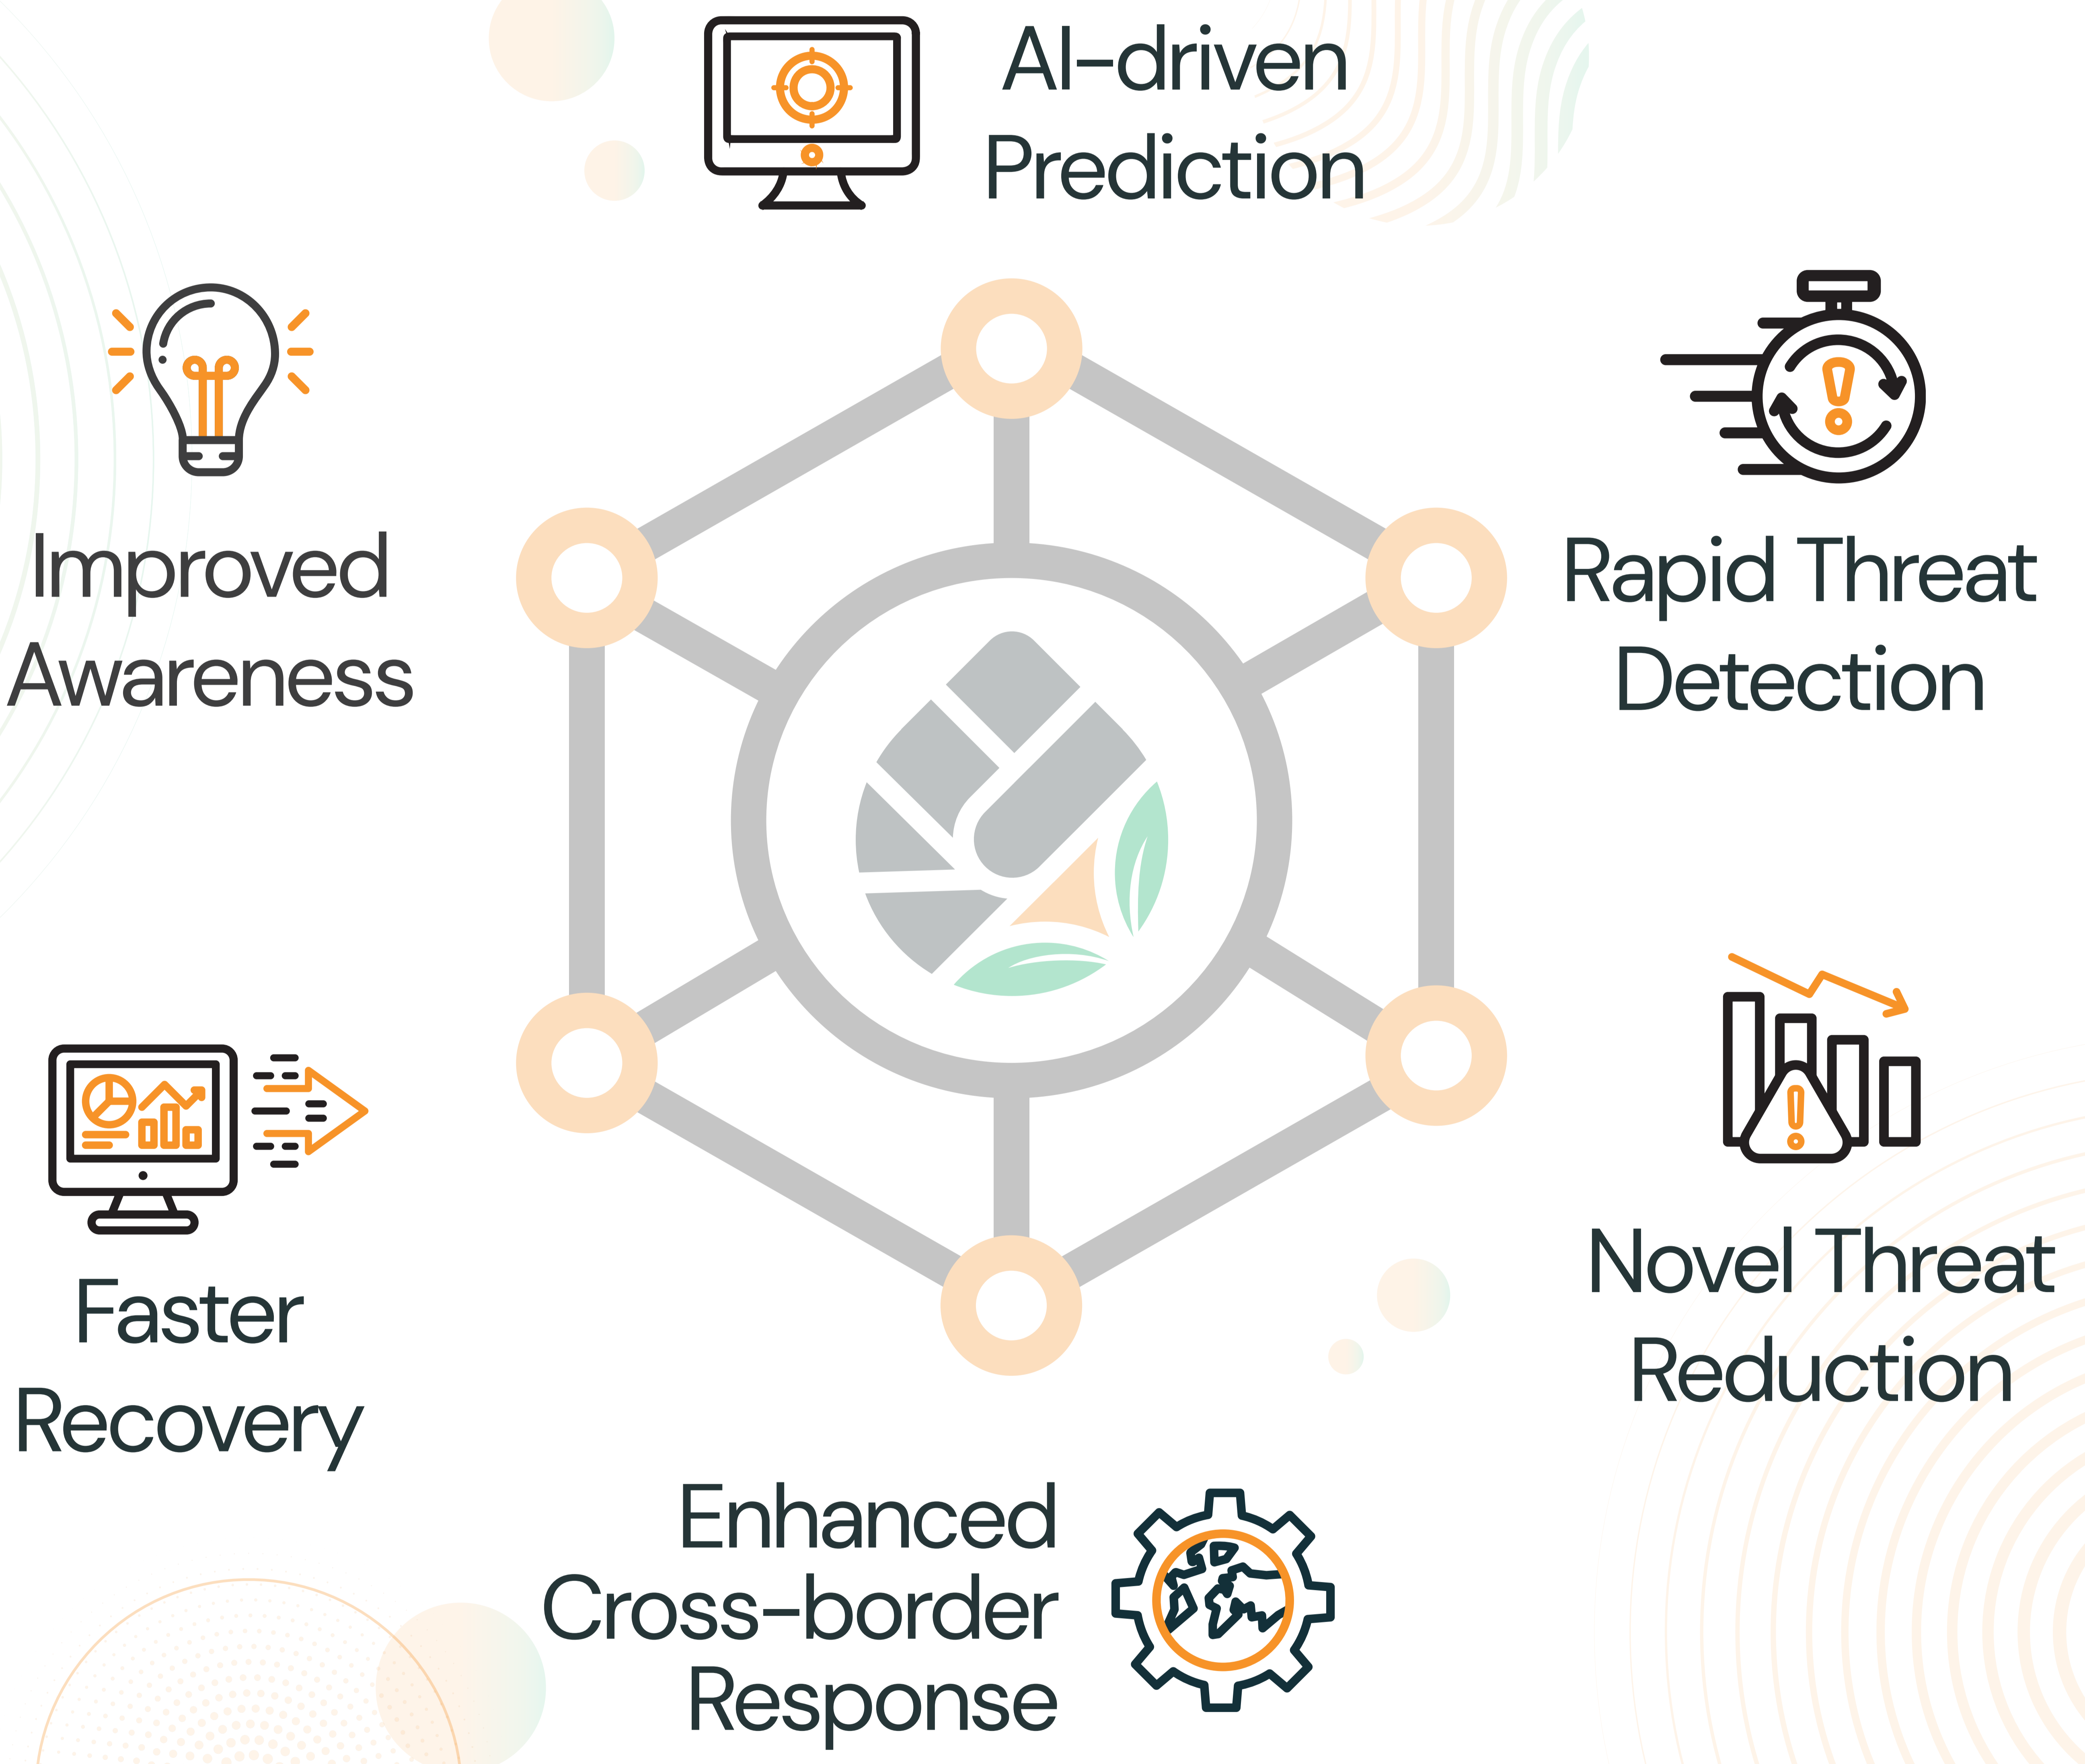 AI-driven
Prediction
Improved
Awareness
Rapid Threat
Detection
Faster
Recovery
Novel Threat
Reduction
Enhanced
Cross-border
Response